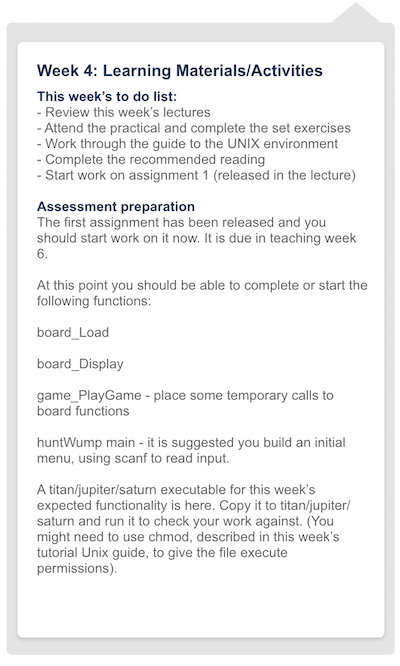 Week 4: Learning Materials/Activities
This week's to do list:
- Review this week's lectures
- Attend the practical and complete the set exercises
- Work through the guide to the UNIX environment
- Complete the recommended reading
- Start work on assignment 1 (released in the lecture)
Assessment preparation
The first assignment has been released and you
should start work on it now. It is due in teaching week
6.
At this point you should be able to complete or start the
following functions:
board_Load
board_Display
game_PlayGame - place some temporary calls to
board functions
huntWump main - it is suggested you build an initial
menu, using scanf to read input.
A titan/jupiter/saturn executable for this week's
expected functionality is here. Copy it to titan/jupiter/
saturn and run it to check your work against. (You
might need to use chmod, described in this week's
tutorial Unix guide, to give the file execute
permissions).